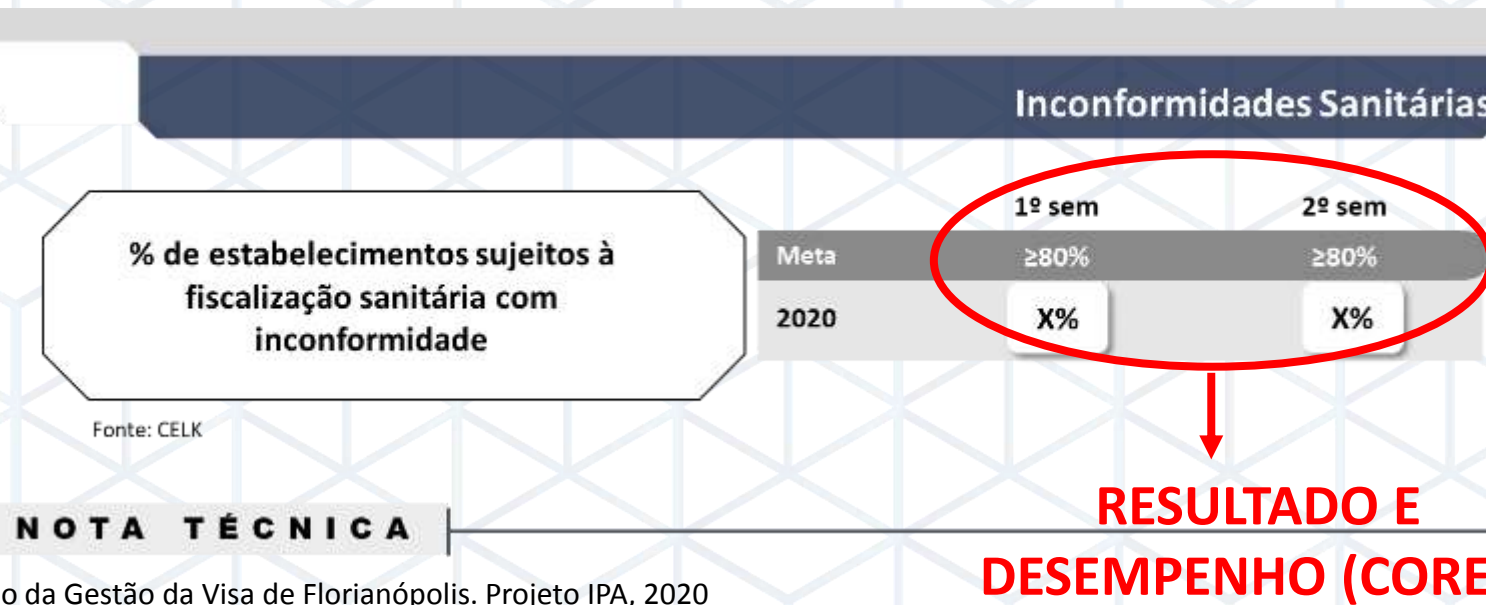 Inconformidades Sanitárias
1º sem 2º sem
% de estabelecimentos sujeitos à
fiscalização sanitária com
inconformidade
Meta ≥80% ≥80%
2020 X% X%
Fonte: CELK
RESULTADO E
NOTA TÉCNICA
DESEMPENHO (CORE
o da Gestão da Visa de Florianópolis. Projeto IPA, 2020